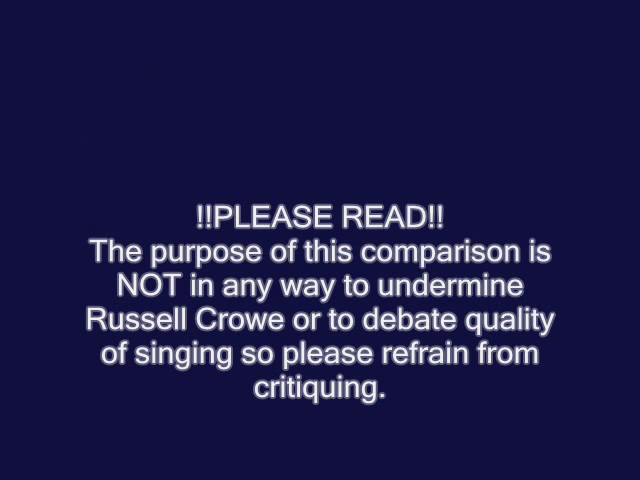 !!PLEASE READ!!
The purpose of this comparison is
NOT in any way to undermine
Russell Crowe or to debate quality
of singing so please refrain from
critiquing.